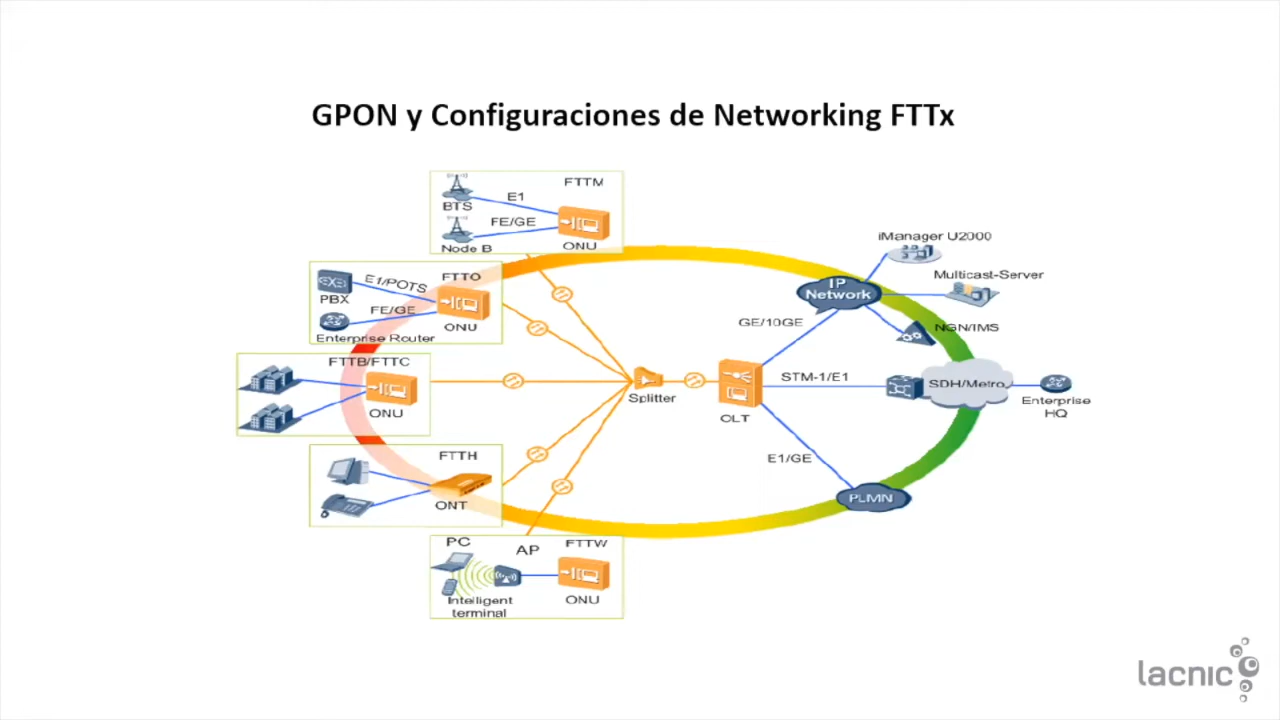 GPON y Configuraciones de Networking FTTx
FTTM
BTS
E1
FE/GE
Node B
ONU
FTTO
PBX
E1/POTS
FE/GE
ONU
Enterprise Router
FTTB/FTTC
ONU
FTTH
ONT
PC
AP
FTTW
Intelligent
terminal
ONU
Splitter
OLT
GE/10GE
STM-1/E1
E1/GE
IP
Network
iManager U2000
Multicast-Server
NGN/IMS
SDH/Metro
Enterprise
HQ
PLMN
lacnic